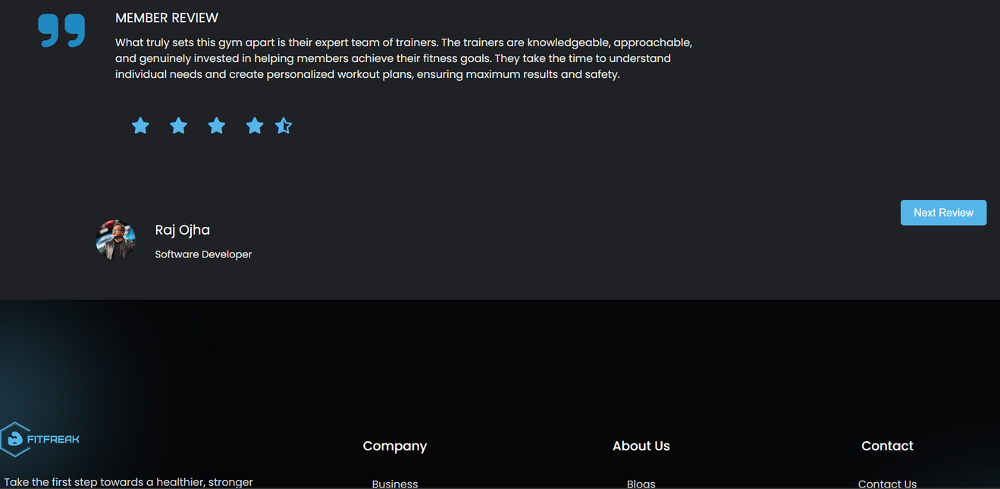 MEMBER REVIEW
What truly sets this gym apart is their expert team of trainers. The trainers are knowledgeable, approachable,
and genuinely invested in helping members achieve their fitness goals. They take the time to understand
individual needs and create personalized workout plans, ensuring maximum results and safety.
Next Review
Raj Ojha
Software Developer
FITFREAK
Take the first step towards a healthier, stronger
Company
Business
About Us
Blogs
Contact
Contact Us